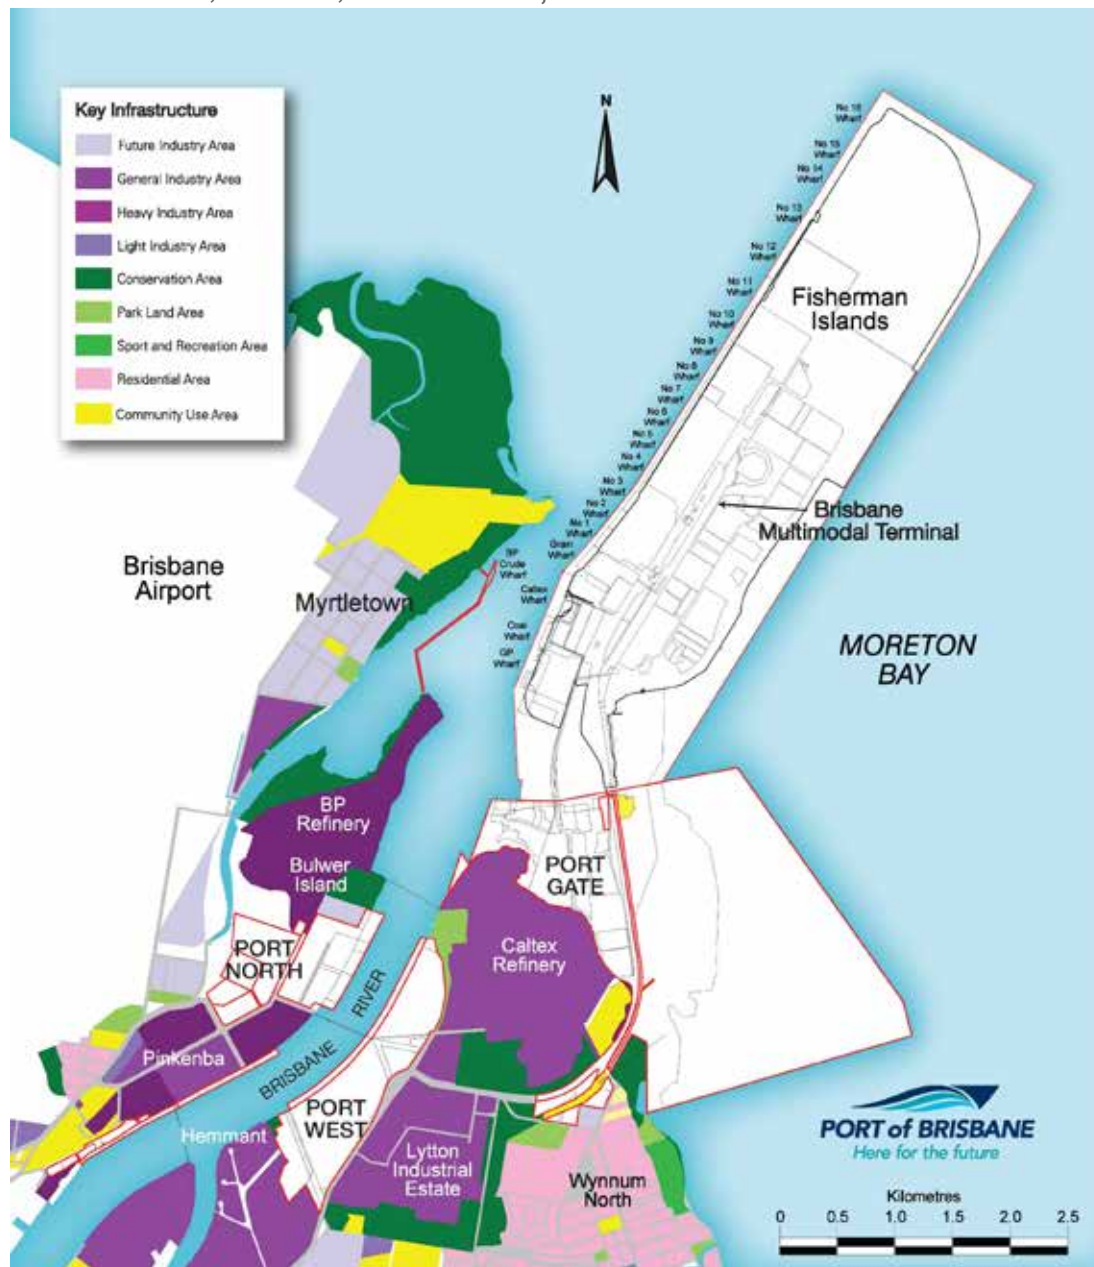 Key Infrastructure
Future Industry Area
General Industry Area
Heavy Industry Area
Light Industry Area
Conservation Area
Park Land Area
Sport and Recreation Area
Residential Area
Community Use Area
N
No 16
Wharf
No 15
Wharf
No 14
Wharf
No 13
Wharf
No 12
Wharf
No 11
Wharf
No 10
Wharf
No 9
Wharf
No 8
Wharf
No 7
Wharf
No 6
Wharf
No 5
Wharf
No 4
Wharf
No 3
Wharf
No 2
Wharf
No 1
Wharf
Grain
Wharf
BP
Crude
Wharf
Caltex
Wharf
Coal
Wharf
GP
Wharf
Fisherman
Islands
Brisbane
Multimodal Terminal
Brisbane
Airport
Myrtletown
MORETON
BAY
BP
Refinery
Bulwer
Island
PORT
GATE
Caltex
Refinery
PORT
NORTH
BRISBANE RIVER
Pinkenba
PORT
WEST
Hemmant
Lytton
Industrial
Estate
Wynnum
North
PORT of BRISBANE
Here for the future
Kilometres
0 0.5 1.0 1.5 2.0 2.5